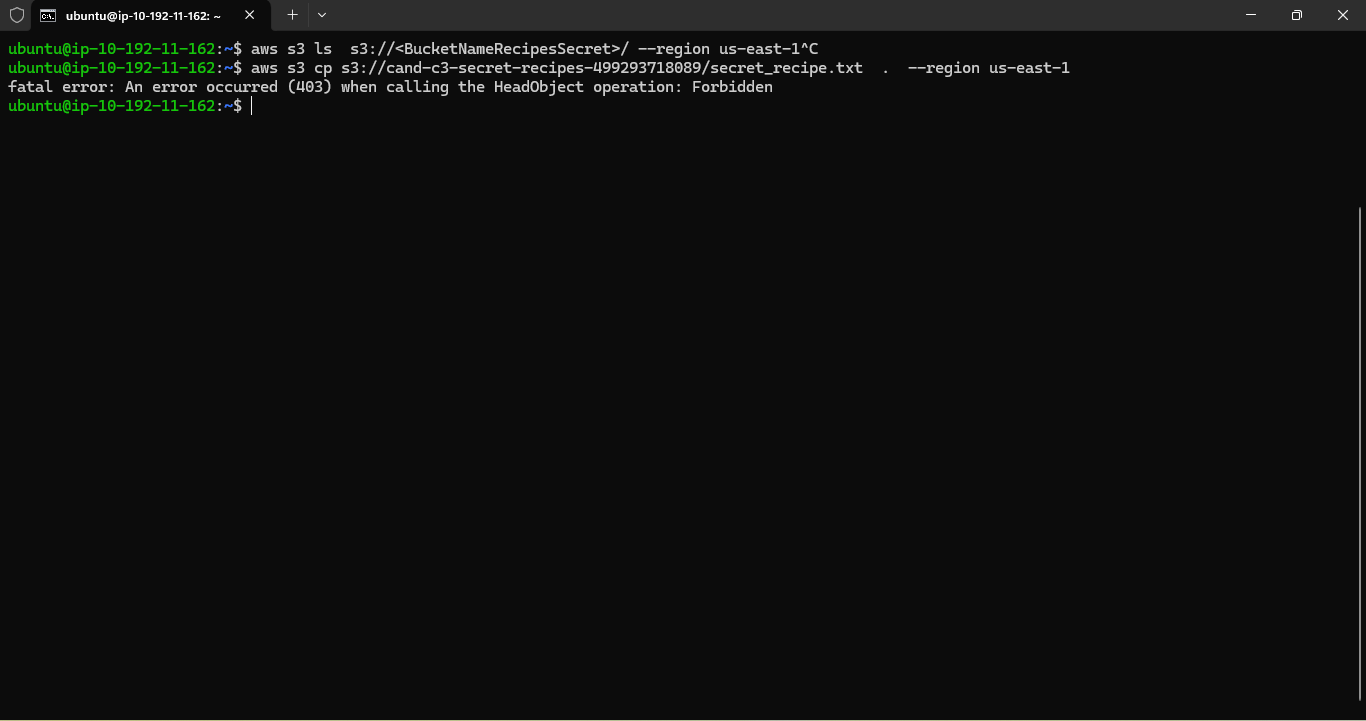 ubuntu@ip-10-192-11-162: ~
ubuntu@ip-10-192-11-162:~$ aws s3 ls  s3://<BucketNameRecipesSecret>/ --region us-east-1^C
ubuntu@ip-10-192-11-162:~$ aws s3 cp s3://cand-c3-secret-recipes-499293718089/secret_recipe.txt  .  --region us-east-1
fatal error: An error occurred (403) when calling the HeadObject operation: Forbidden
ubuntu@ip-10-192-11-162:~$